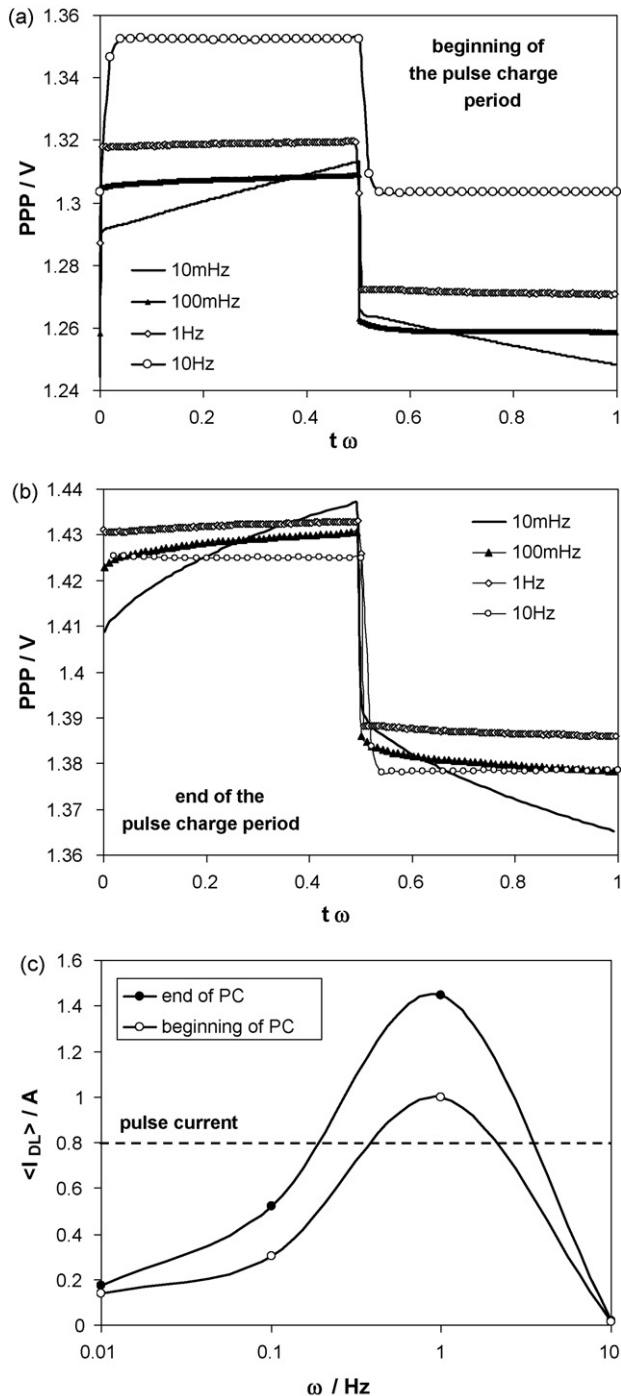 (a)
1.36
1.32
1.3
1.28
1.26
1.24
PPP / V
beginning of
the pulse charge
period
10mHz
100mHz
1Hz
10Hz
0
0.2
0.4
0.6
0.8
1
t ω
(b)
1.44
1.43
1.42
1.41
1.4
1.39
1.38
1.37
1.36
PPP / V
10mHz
100mHz
1Hz
10Hz
end of the
pulse charge period
0
0.2
0.4
0.6
0.8
1
t ω
(c)
1.6
1.4
1.2
1
0.8
0.6
0.4
0.2
0
<I DL> / A
end of PC
beginning of PC
pulse current
0.01
0.1
1
10
ω / Hz